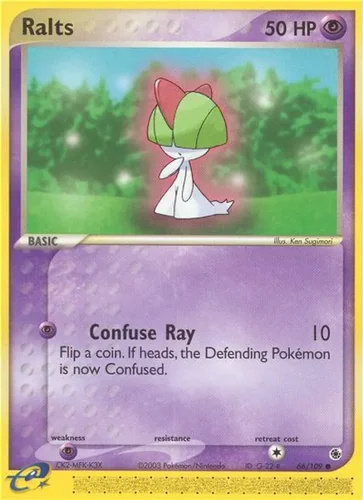 Ralts 50 HP
Illus. Ken Sugimori
BASIC
Confuse Ray 10
Flip a coin. If heads, the Defending Pokémon
is now Confused.
weakness resistance retreat cost
©2003 Pokémon/Nintendo 66/109
e